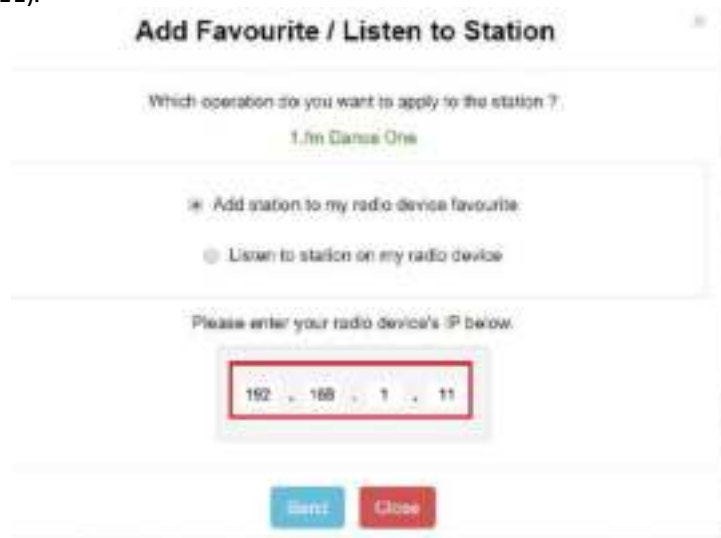 11).
Add Favourite / Listen to Station
Which operation do you want to apply to the station ?
1.fm Dance One
Add station to my radio device favourite
Listen to station on my radio device
Please enter your radio device's IP below.
192 . 168 . 1 . 11
Send Close